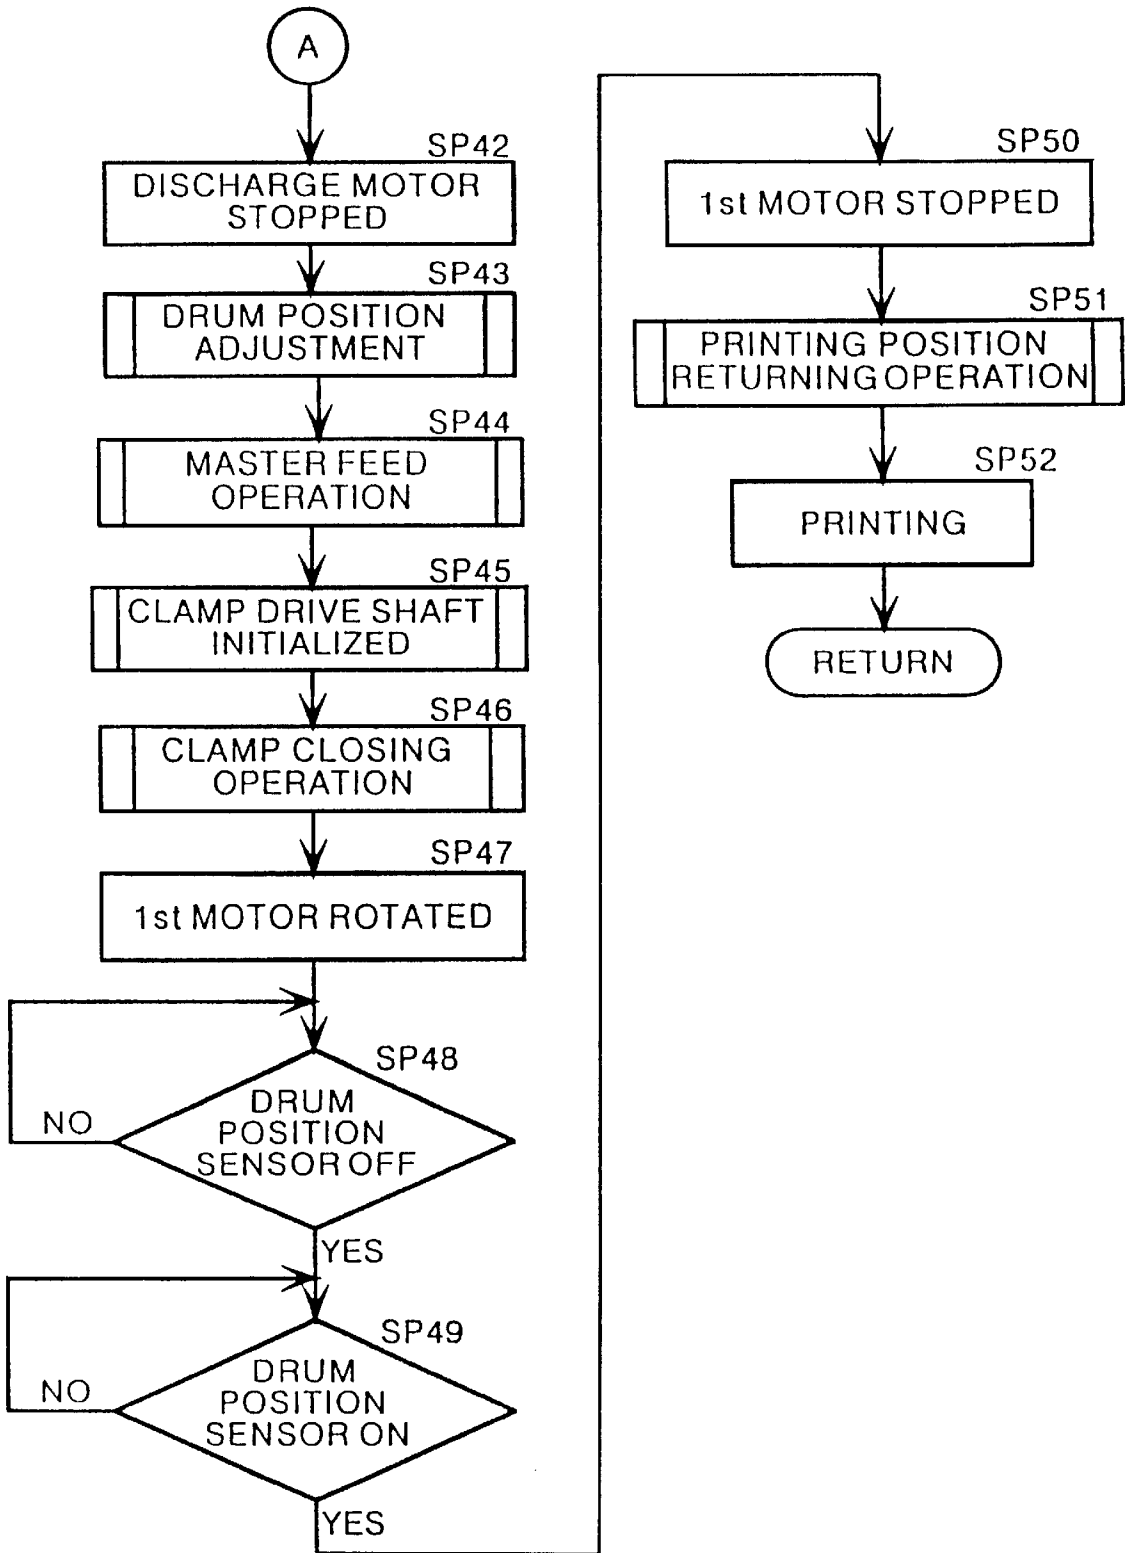 A
SP42
DISCHARGE MOTOR
STOPPED
SP43
DRUM POSITION
ADJUSTMENT
SP44
MASTER FEED
OPERATION
SP45
CLAMP DRIVE SHAFT
INITIALIZED
SP46
CLAMP CLOSING
OPERATION
SP47
1st MOTOR ROTATED
SP48
DRUM
POSITION
SENSOR OFF
NO
YES
SP49
DRUM
POSITION
SENSOR ON
NO
YES
SP50
1st MOTOR STOPPED
SP51
PRINTING POSITION
RETURNING OPERATION
SP52
PRINTING
RETURN